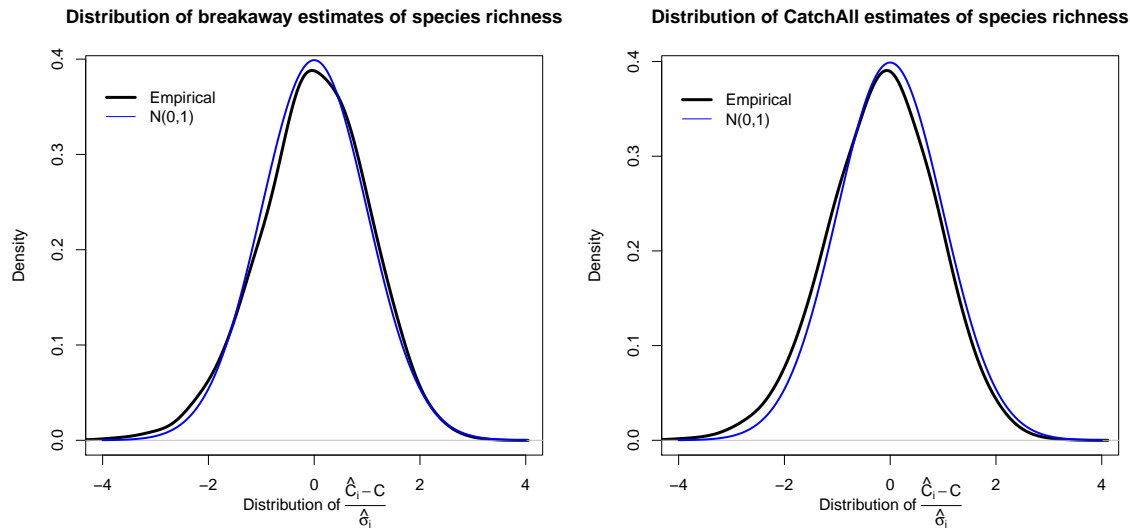 Distribution of breakaway estimates of species richness
Empirical
N(0,1)
Density
0.0
0.1
0.2
0.3
0.4
−4
−2
0
2
4
Distribution of (Ĉᵢ − C) / σ̂ᵢ
Distribution of CatchAll estimates of species richness
Empirical
N(0,1)
Density
0.0
0.1
0.2
0.3
0.4
−4
−2
0
2
4
Distribution of (Ĉᵢ − C) / σ̂ᵢ